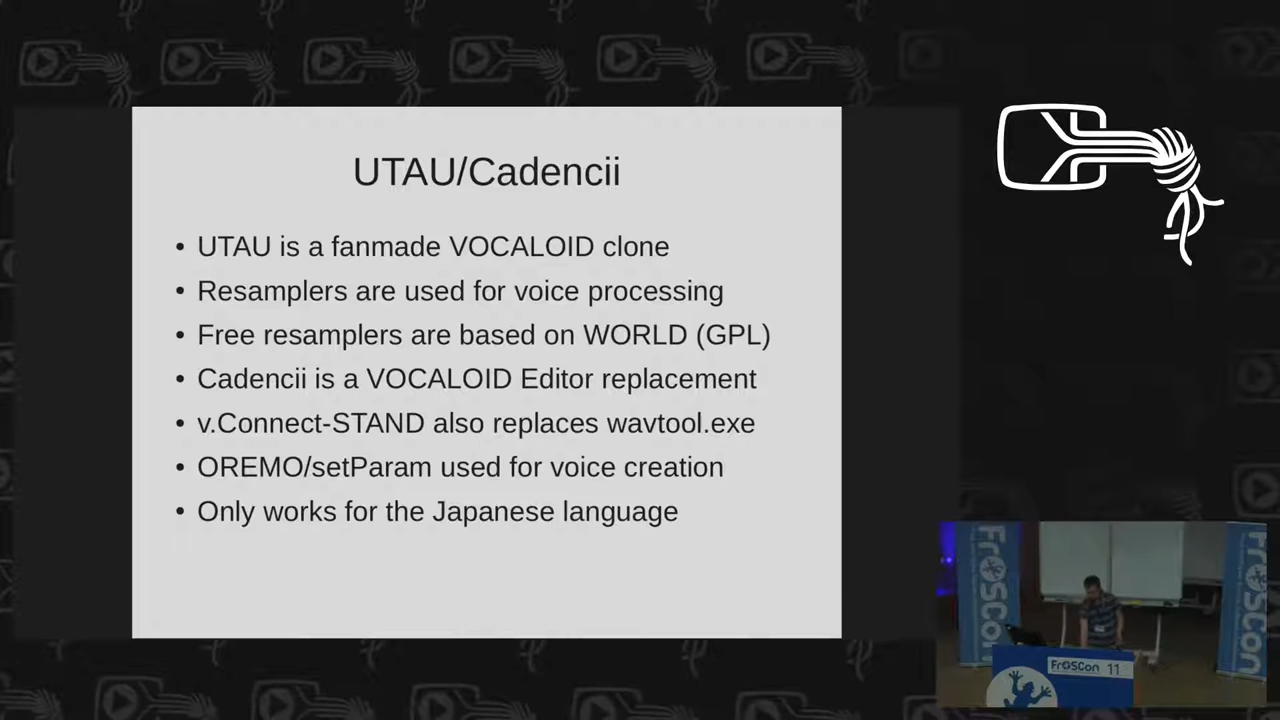 UTAU/Cadencii
• UTAU is a fanmade VOCALOID clone
• Resamplers are used for voice processing
• Free resamplers are based on WORLD (GPL)
• Cadencii is a VOCALOID Editor replacement
• v.Connect-STAND also replaces wavtool.exe
• OREMO/setParam used for voice creation
• Only works for the Japanese language
FrOSCon
FrOSCon
FrOSCon 11